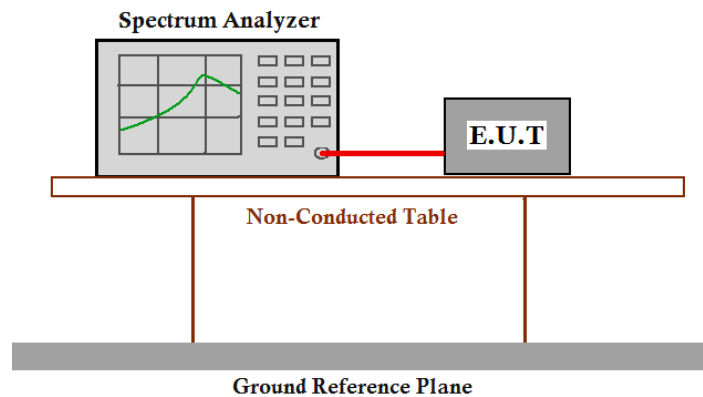 Spectrum Analyzer
E.U.T
Non-Conducted Table
Ground Reference Plane